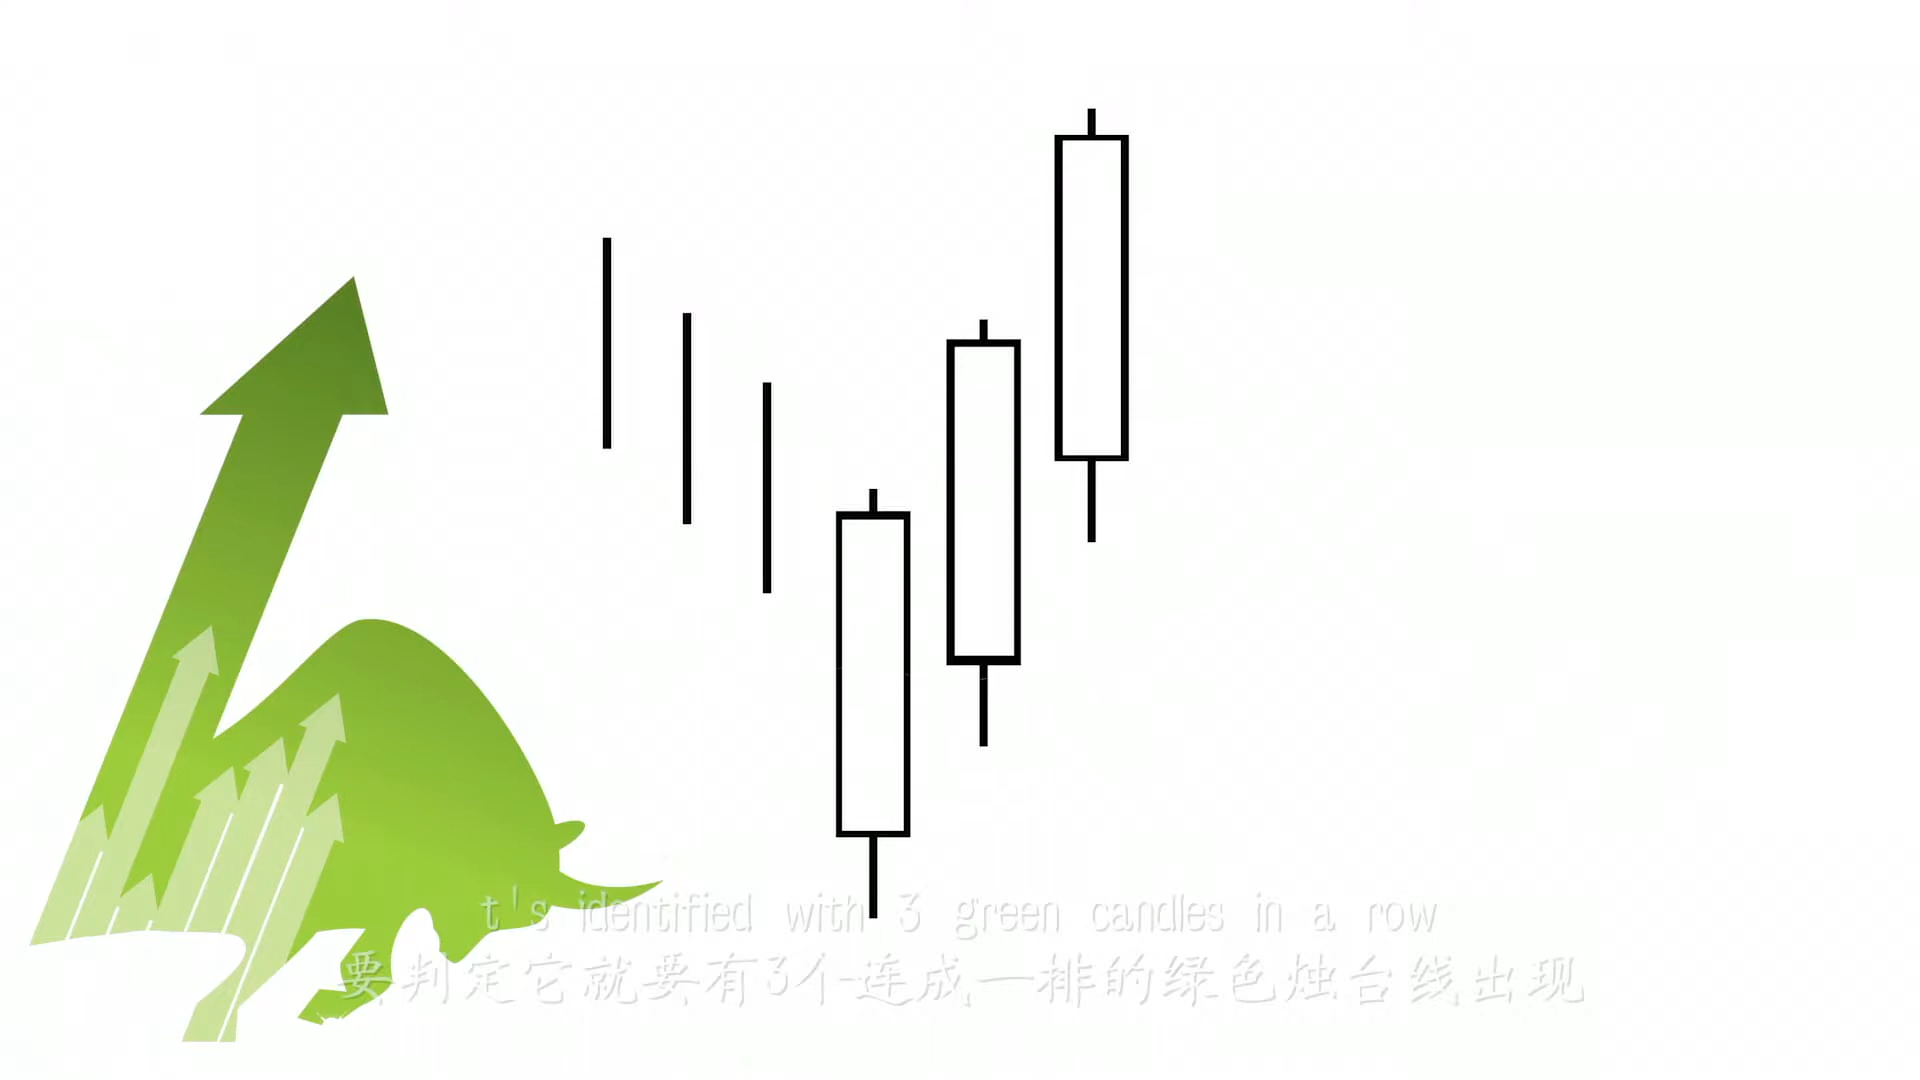 t's identified with 3 green candles in a row
要判定它就要有3个连成一排的绿色烛台线出现